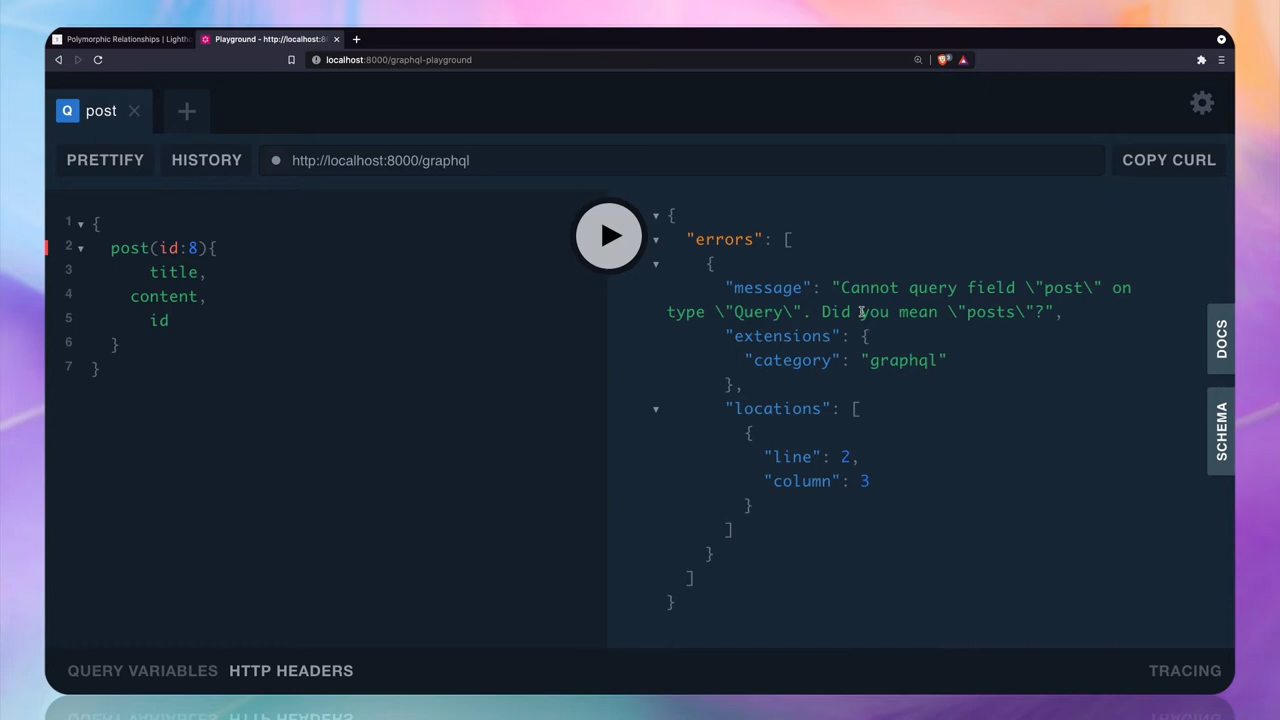 Polymorphic Relationships | Lighth
Playground - http://localhost:8
localhost:8000/graphql-playground
Q post
PRETTIFY
HISTORY
http://localhost:8000/graphql
COPY CURL
1 {
2 post(id:8){
3 title,
4 content,
5 id
6 }
7 }
{
"errors": [
{
"message": "Cannot query field \"post\" on
type \"Query\". Did you mean \"posts\"?",
"extensions": {
"category": "graphql"
},
"locations": [
{
"line": 2,
"column": 3
}
]
}
]
}
DOCS
SCHEMA
QUERY VARIABLES
HTTP HEADERS
TRACING